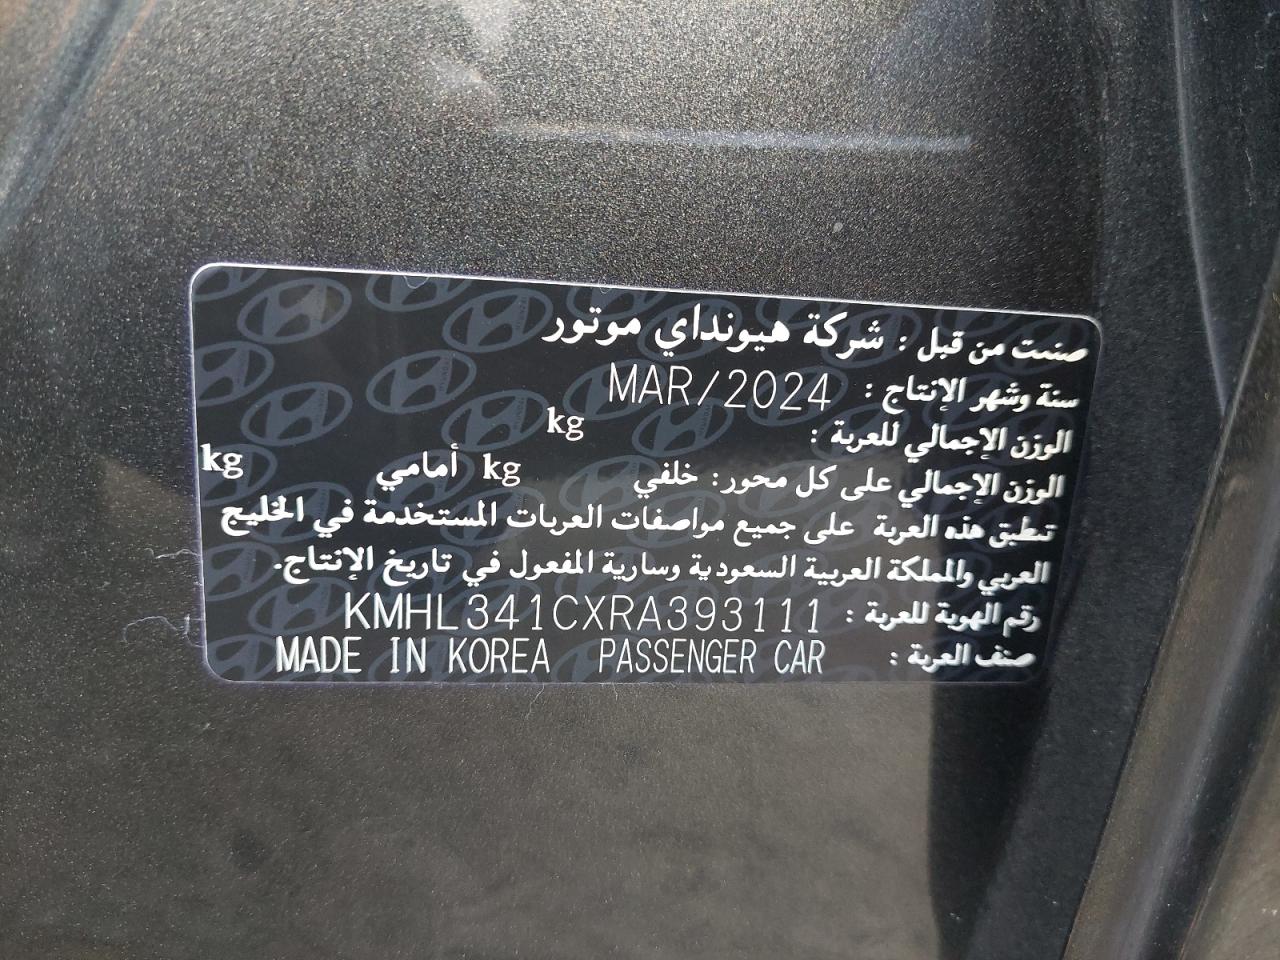 صنعت من قبل : شركة هيونداي موتور
سنة وشهر الإنتاج : MAR/2024
الوزن الإجمالي للعربة : kg
الوزن الإجمالي على كل محور: خلفي kg أمامي kg
تنطبق هذه العربة على جميع مواصفات العربات المستخدمة في الخليج
العربي والمملكة العربية السعودية وسارية المفعول في تاريخ الإنتاج.
رقم الهوية للعربة : KMHL341CXRA393111
صنف العربة : PASSENGER CAR MADE IN KOREA